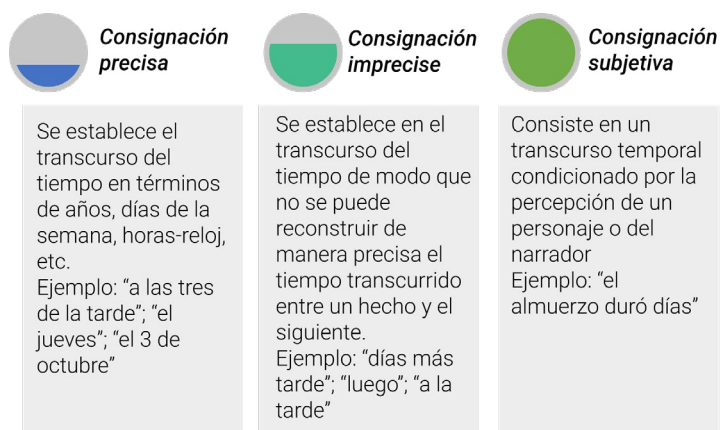 Consignación
precisa
Se establece el
transcurso del
tiempo en términos
de años, días de la
semana, horas-reloj,
etc.
Ejemplo: “a las tres
de la tarde”; “el
jueves”; “el 3 de
octubre”
Consignación
imprecise
Se establece en el
transcurso del
tiempo de modo que
no se puede
reconstruir de
manera precisa el
tiempo transcurrido
entre un hecho y el
siguiente.
Ejemplo: “días más
tarde”; “luego”; “a la
tarde”
Consignación
subjetiva
Consiste en un
transcurso temporal
condicionado por la
percepción de un
personaje o del
narrador
Ejemplo: “el
almuerzo duró días”